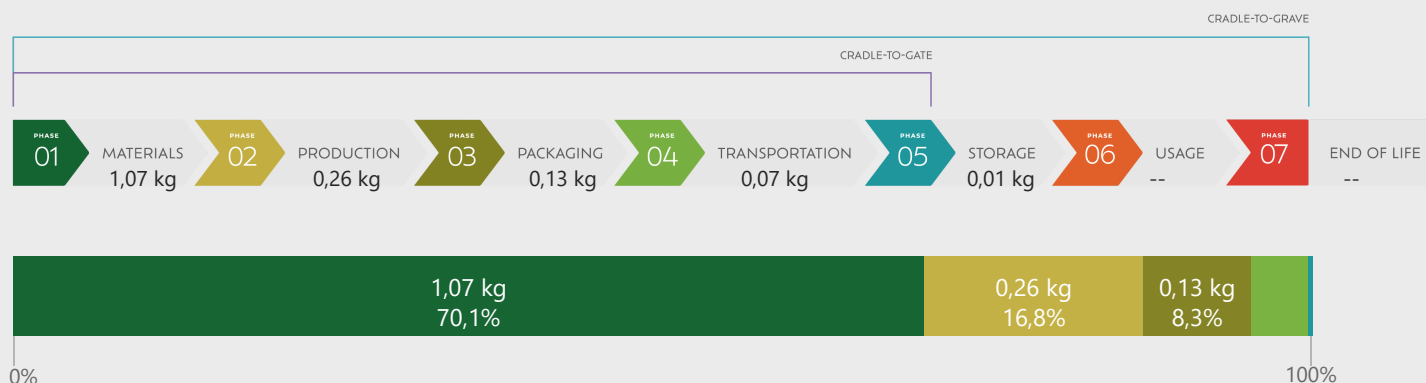 CRADLE-TO-GRAVE
CRADLE-TO-GATE
PHASE
01
MATERIALS
1,07 kg
PHASE
02
PRODUCTION
0,26 kg
PHASE
03
PACKAGING
0,13 kg
PHASE
04
TRANSPORTATION
0,07 kg
PHASE
05
STORAGE
0,01 kg
PHASE
06
USAGE
--
PHASE
07
END OF LIFE
--
1,07 kg
70,1%
0,26 kg
16,8%
0,13 kg
8,3%
0%
100%